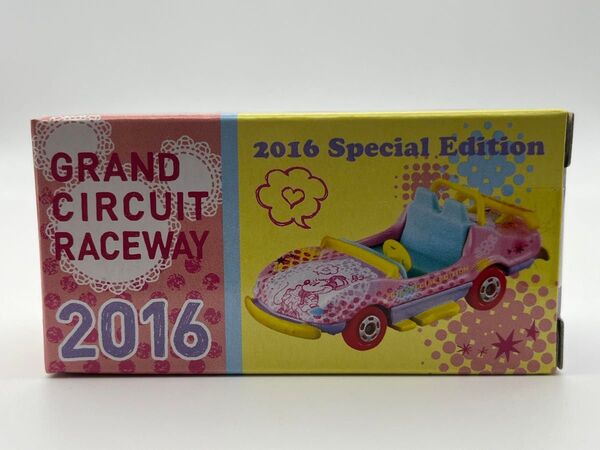 GRAND
CIRCUIT
RACEWAY
2016
2016 Special Edition